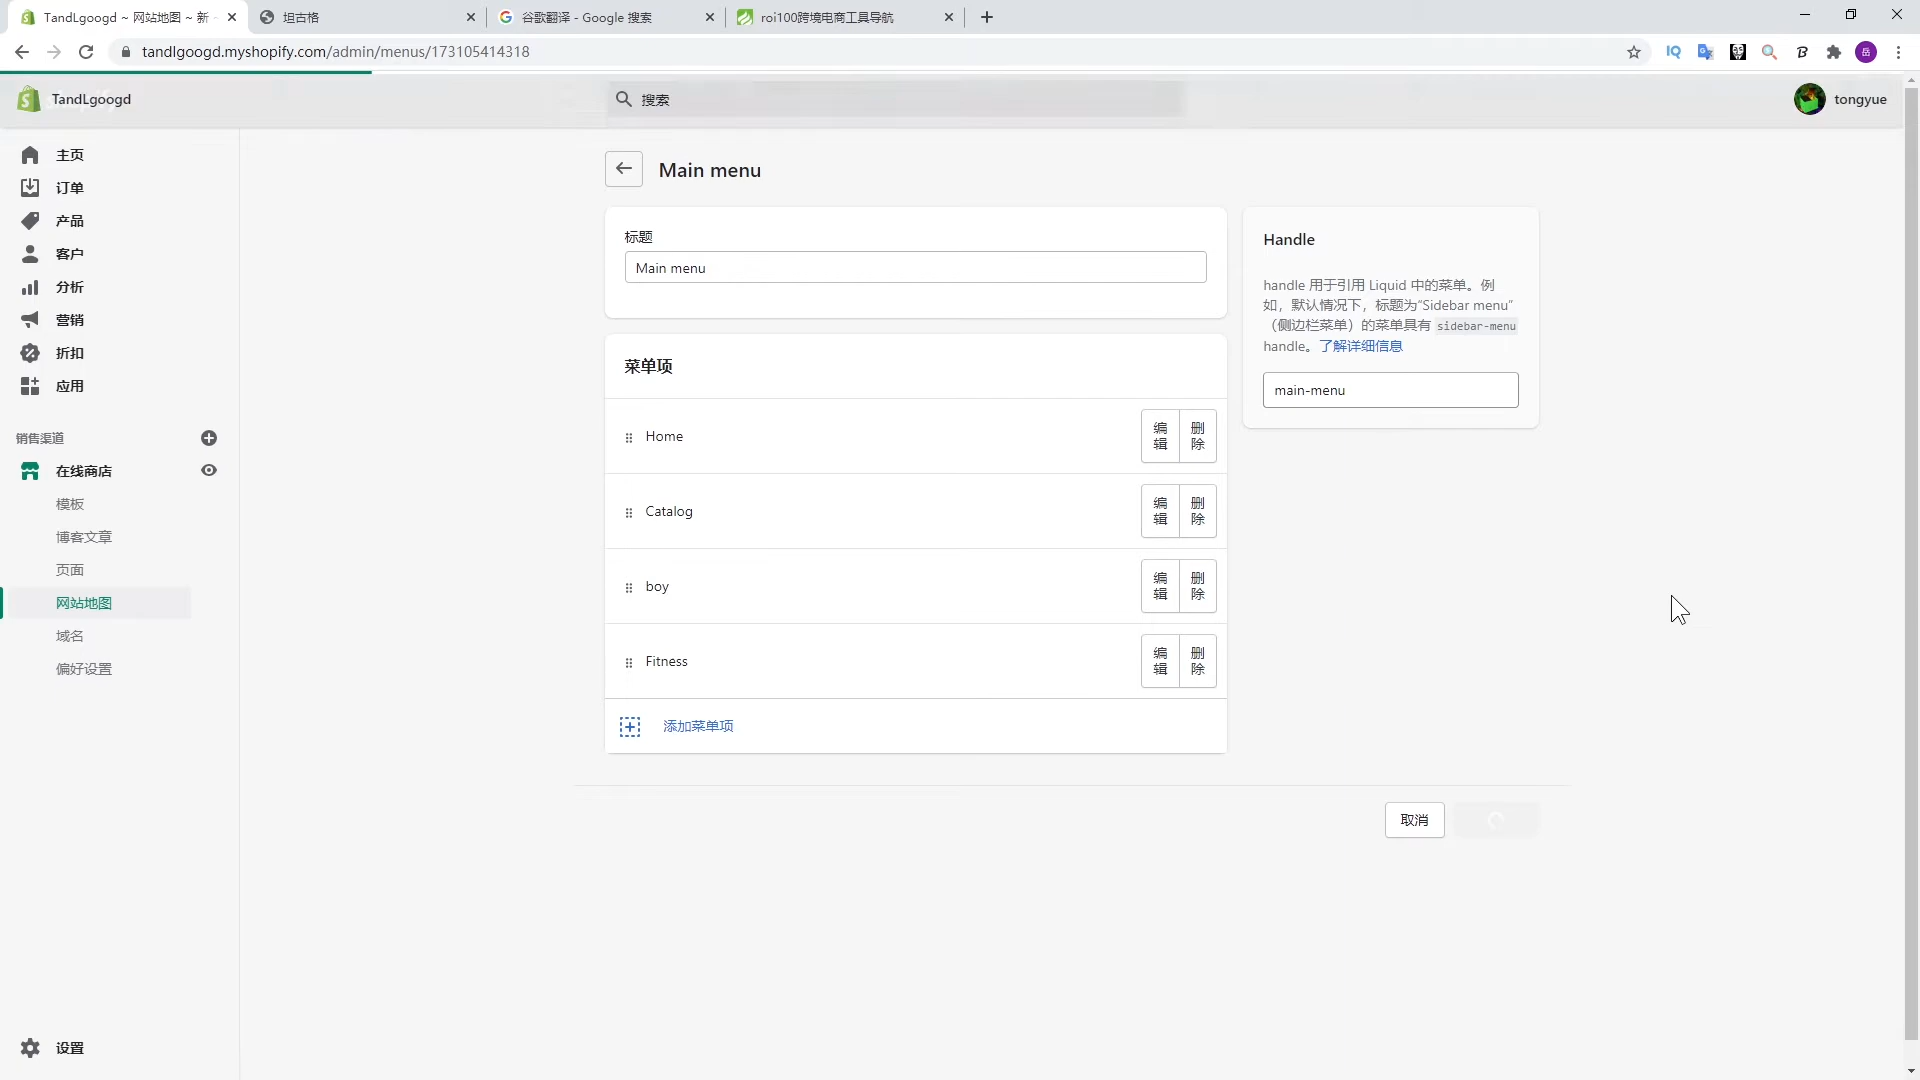 TandLgoogd ~ 网站地图 ~ 新
坦古格
谷歌翻译 - Google 搜索
roi100跨境电商工具导航
tandlgoogd.myshopify.com/admin/menus/173105414318
IQ
岳
TandLgoogd
搜索
tongyue
主页
订单
产品
客户
分析
营销
折扣
应用
销售渠道
在线商店
模板
博客文章
页面
网站地图
域名
偏好设置
设置
Main menu
标题
Main menu
菜单项
Home
编辑
删除
Catalog
编辑
删除
boy
编辑
删除
Fitness
编辑
删除
添加菜单项
Handle
handle 用于引用 Liquid 中的菜单。例
如，默认情况下，标题为“Sidebar menu”
（侧边栏菜单）的菜单具有 sidebar-menu
handle。了解详细信息
main-menu
取消